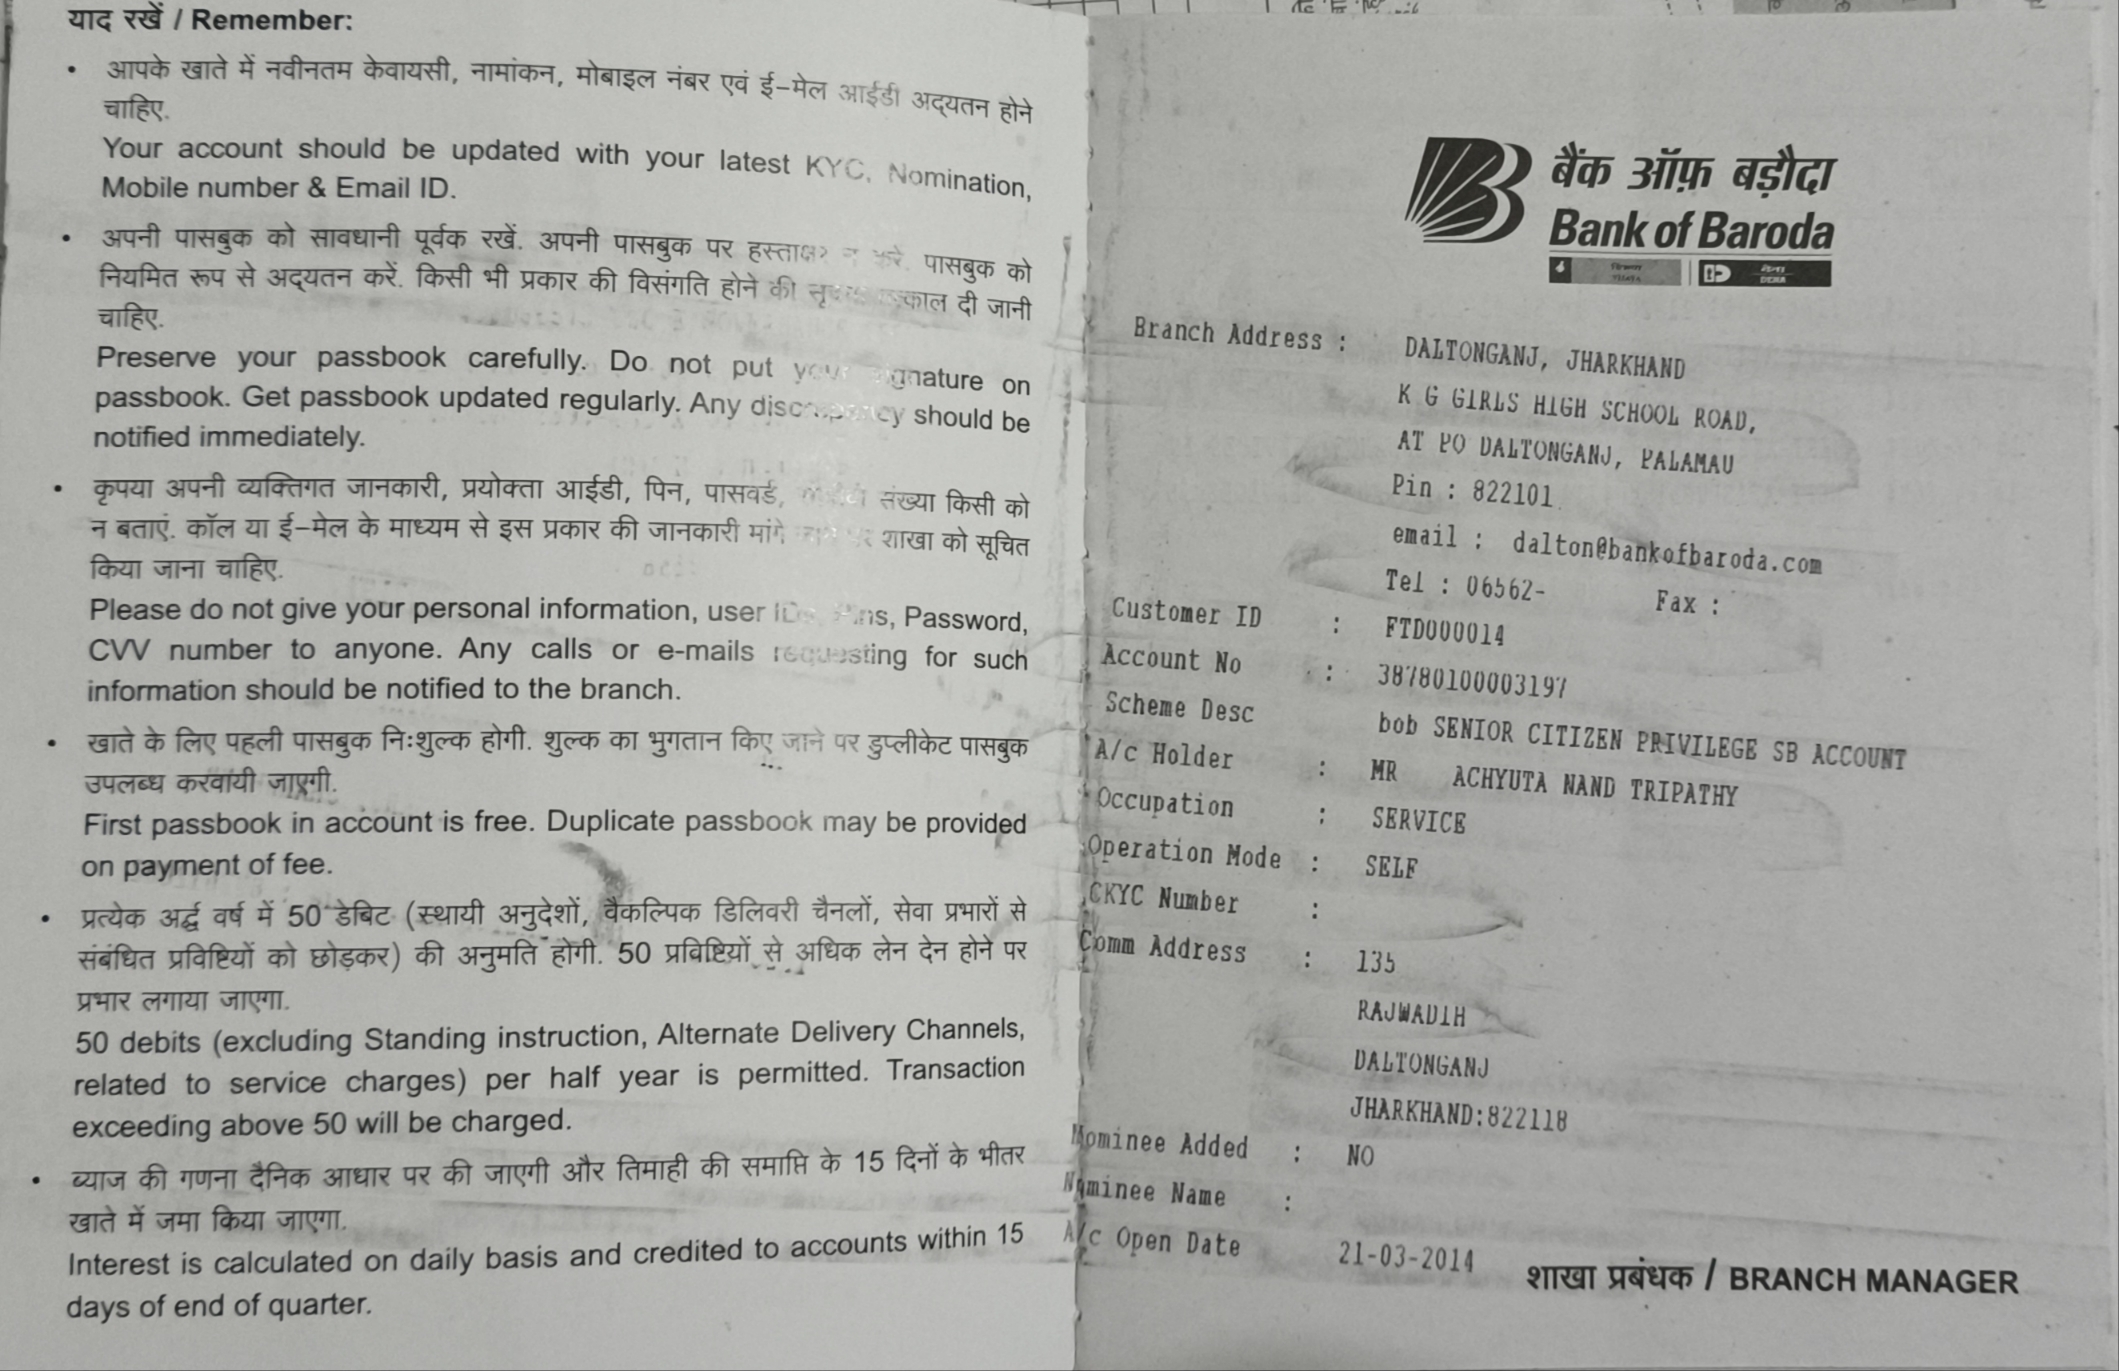 याद रखें / Remember:
• आपके खाते में नवीनतम केवायसी, नामांकन, मोबाइल नंबर एवं ई–मेल आईडी अद्यतन होने
चाहिए.
Your account should be updated with your latest KYC, Nomination,
Mobile number & Email ID.
• अपनी पासबुक को सावधानी पूर्वक रखें. अपनी पासबुक पर हस्ताक्षर न करें. पासबुक को
नियमित रूप से अद्यतन करें. किसी भी प्रकार की विसंगति होने की दी जानी
चाहिए.
Preserve your passbook carefully. Do not put your signature on
passbook. Get passbook updated regularly. Any discrepancy should be
notified immediately.
• कृपया अपनी व्यक्तिगत जानकारी, प्रयोक्ता आईडी, पिन, पासवर्ड, संख्या किसी को
न बताएं. कॉल या ई–मेल के माध्यम से इस प्रकार की जानकारी मांगे शाखा को सूचित
किया जाना चाहिए.
Please do not give your personal information, user IDs, Pins, Password,
CVV number to anyone. Any calls or e-mails requesting for such
information should be notified to the branch.
• खाते के लिए पहली पासबुक निःशुल्क होगी. शुल्क का भुगतान किए जाने पर डुप्लीकेट पासबुक
उपलब्ध करवायी जाएगी.
First passbook in account is free. Duplicate passbook may be provided
on payment of fee.
• प्रत्येक अर्द्ध वर्ष में 50 डेबिट (स्थायी अनुदेशों, वैकल्पिक डिलिवरी चैनलों, सेवा प्रभारों से
संबंधित प्रविष्टियों को छोड़कर) की अनुमति होगी. 50 प्रविष्टियों से अधिक लेन देन होने पर
प्रभार लगाया जाएगा.
50 debits (excluding Standing instruction, Alternate Delivery Channels,
related to service charges) per half year is permitted. Transaction
exceeding above 50 will be charged.
• ब्याज की गणना दैनिक आधार पर की जाएगी और तिमाही की समाप्ति के 15 दिनों के भीतर
खाते में जमा किया जाएगा.
Interest is calculated on daily basis and credited to accounts within 15
days of end of quarter.
बैंक ऑफ़ बड़ौदा
Bank of Baroda
Branch Address : DALTONGANJ, JHARKHAND
K G GIRLS HIGH SCHOOL ROAD,
AT PO DALTONGANJ, PALAMAU
Pin : 822101
email : dalton@bankofbaroda.com
Tel : 06562- Fax :
Customer ID : FTD000014
Account No : 38780100003197
Scheme Desc bob SENIOR CITIZEN PRIVILEGE SB ACCOUNT
A/c Holder : MR ACHYUTA NAND TRIPATHY
Occupation : SERVICE
Operation Mode : SELF
CKYC Number :
Comm Address : 135
RAJWADIH
DALTONGANJ
JHARKHAND:822118
Nominee Added : NO
Nominee Name :
A/c Open Date 21-03-2014
शाखा प्रबंधक / BRANCH MANAGER